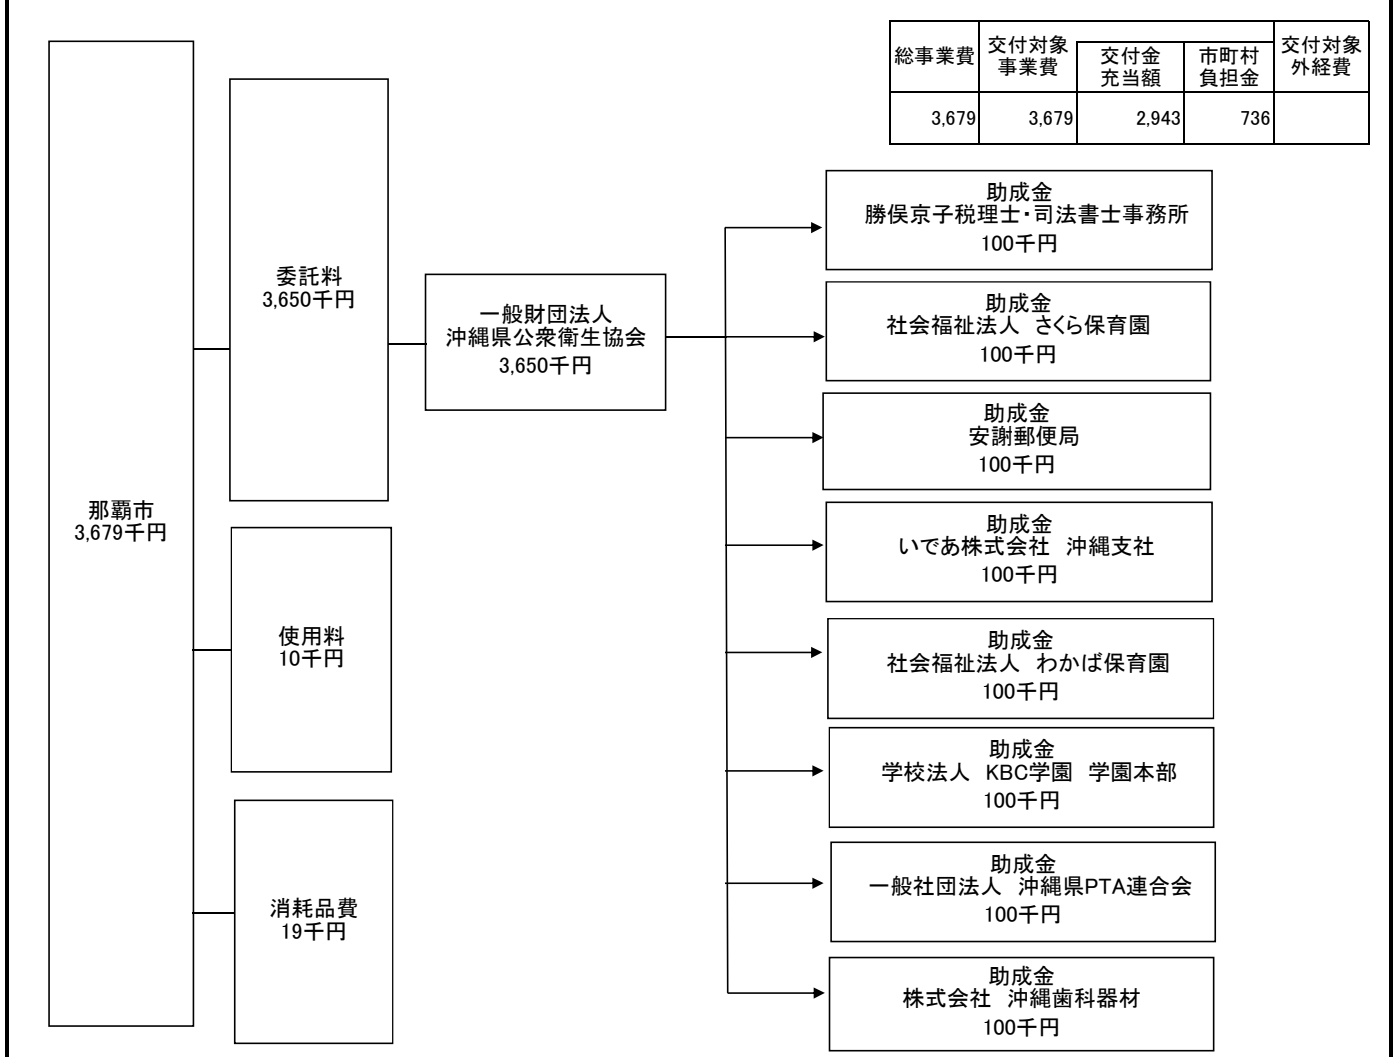 総事業費
交付対象
事業費
交付金
充当額
市町村
負担金
交付対象
外経費
3,679
3,679
2,943
736
那覇市
3,679千円
委託料
3,650千円
使用料
10千円
消耗品費
19千円
一般財団法人
沖縄県公衆衛生協会
3,650千円
助成金
勝俣京子税理士・司法書士事務所
100千円
助成金
社会福祉法人　さくら保育園
100千円
助成金
安謝郵便局
100千円
助成金
いであ株式会社　沖縄支社
100千円
助成金
社会福祉法人　わかば保育園
100千円
助成金
学校法人　KBC学園　学園本部
100千円
助成金
一般社団法人　沖縄県PTA連合会
100千円
助成金
株式会社　沖縄歯科器材
100千円